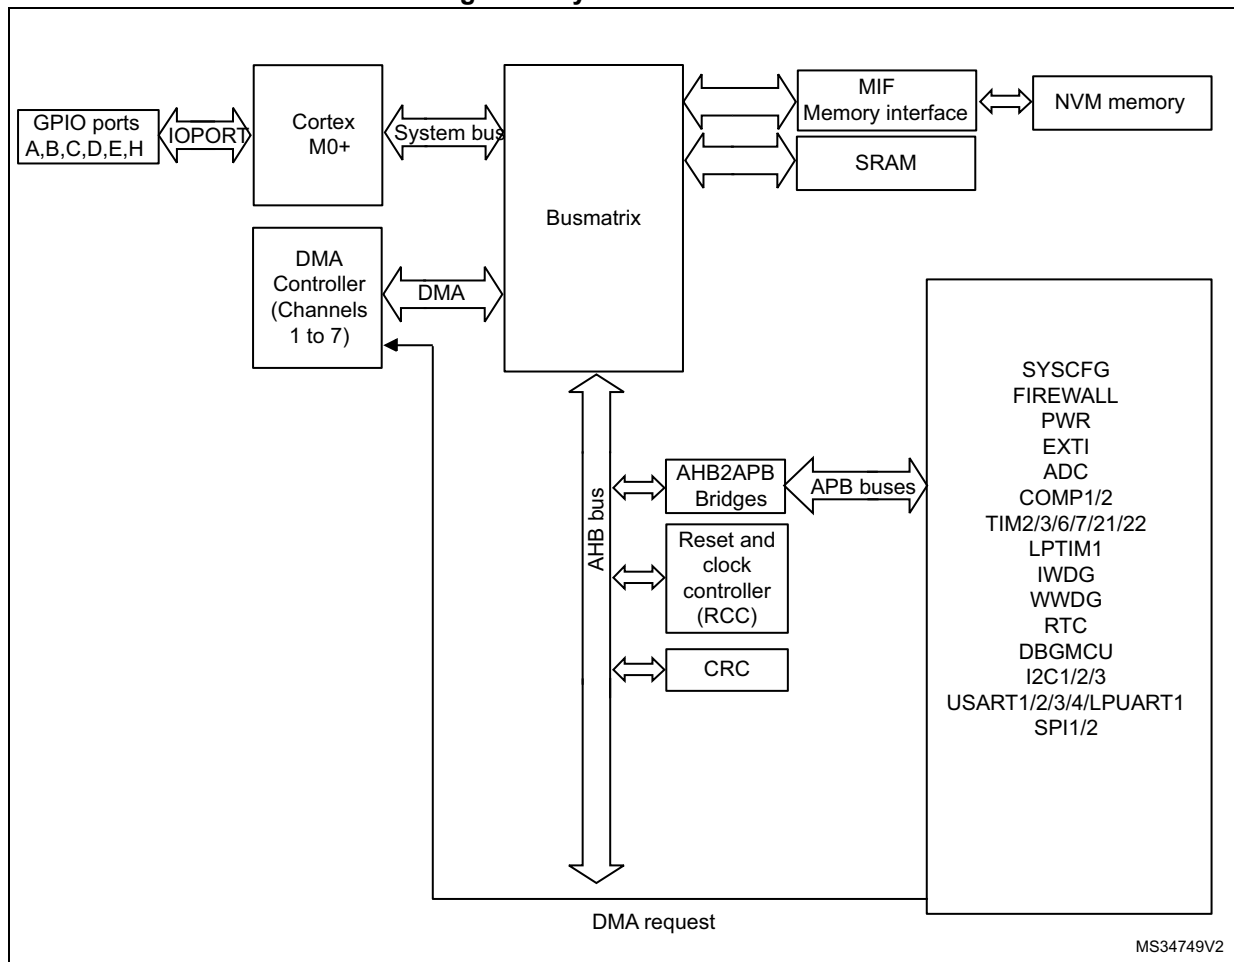 GPIO ports
A,B,C,D,E,H
IOPORT
Cortex
M0+
System bus
Busmatrix
MIF
Memory interface
NVM memory
SRAM
DMA
Controller
(Channels
1 to 7)
DMA
AHB bus
AHB2APB
Bridges
APB buses
Reset and
clock
controller
(RCC)
CRC
SYSCFG
FIREWALL
PWR
EXTI
ADC
COMP1/2
TIM2/3/6/7/21/22
LPTIM1
IWDG
WWDG
RTC
DBGMCU
I2C1/2/3
USART1/2/3/4/LPUART1
SPI1/2
DMA request
MS34749V2